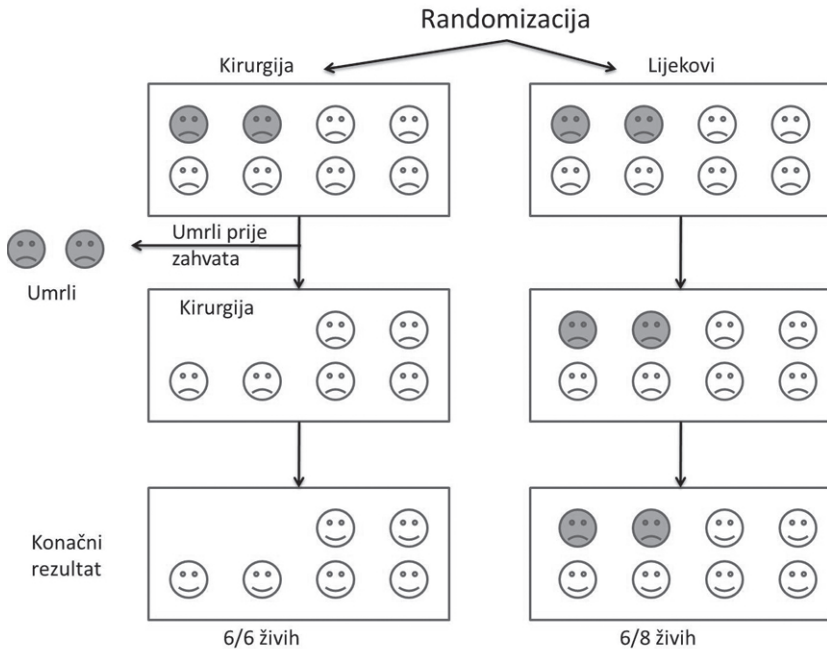 Randomizacija
Kirurgija
Lijekovi
Umrli prije
zahvata
Umrli
Kirurgija
Konačni
rezultat
6/6 živih
6/8 živih